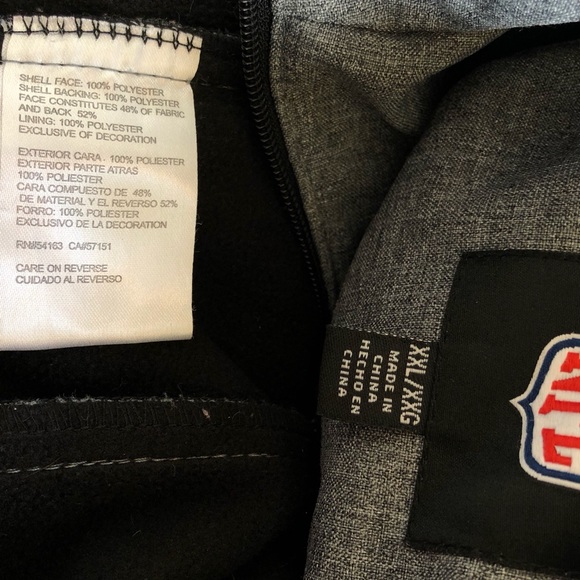 SHELL FACE: 100% POLYESTER
SHELL BACKING: 100% POLYESTER
FACE CONSTITUTES 48% OF FABRIC
AND BACK 52%
LINING: 100% POLYESTER
EXCLUSIVE OF DECORATION
EXTERIOR CARA: 100% POLIESTER
EXTERIOR PARTE ATRAS
100% POLIESTER
CARA COMPUESTO DE 48%
DE MATERIAL Y EL REVERSO 52%
FORRO: 100% POLIESTER
EXCLUSIVO DE LA DECORATION
RN#54163 CA#57151
CARE ON REVERSE
CUIDADO AL REVERSO
XXL/XXG
MADE IN
CHINA
HECHO EN
CHINA
NFL